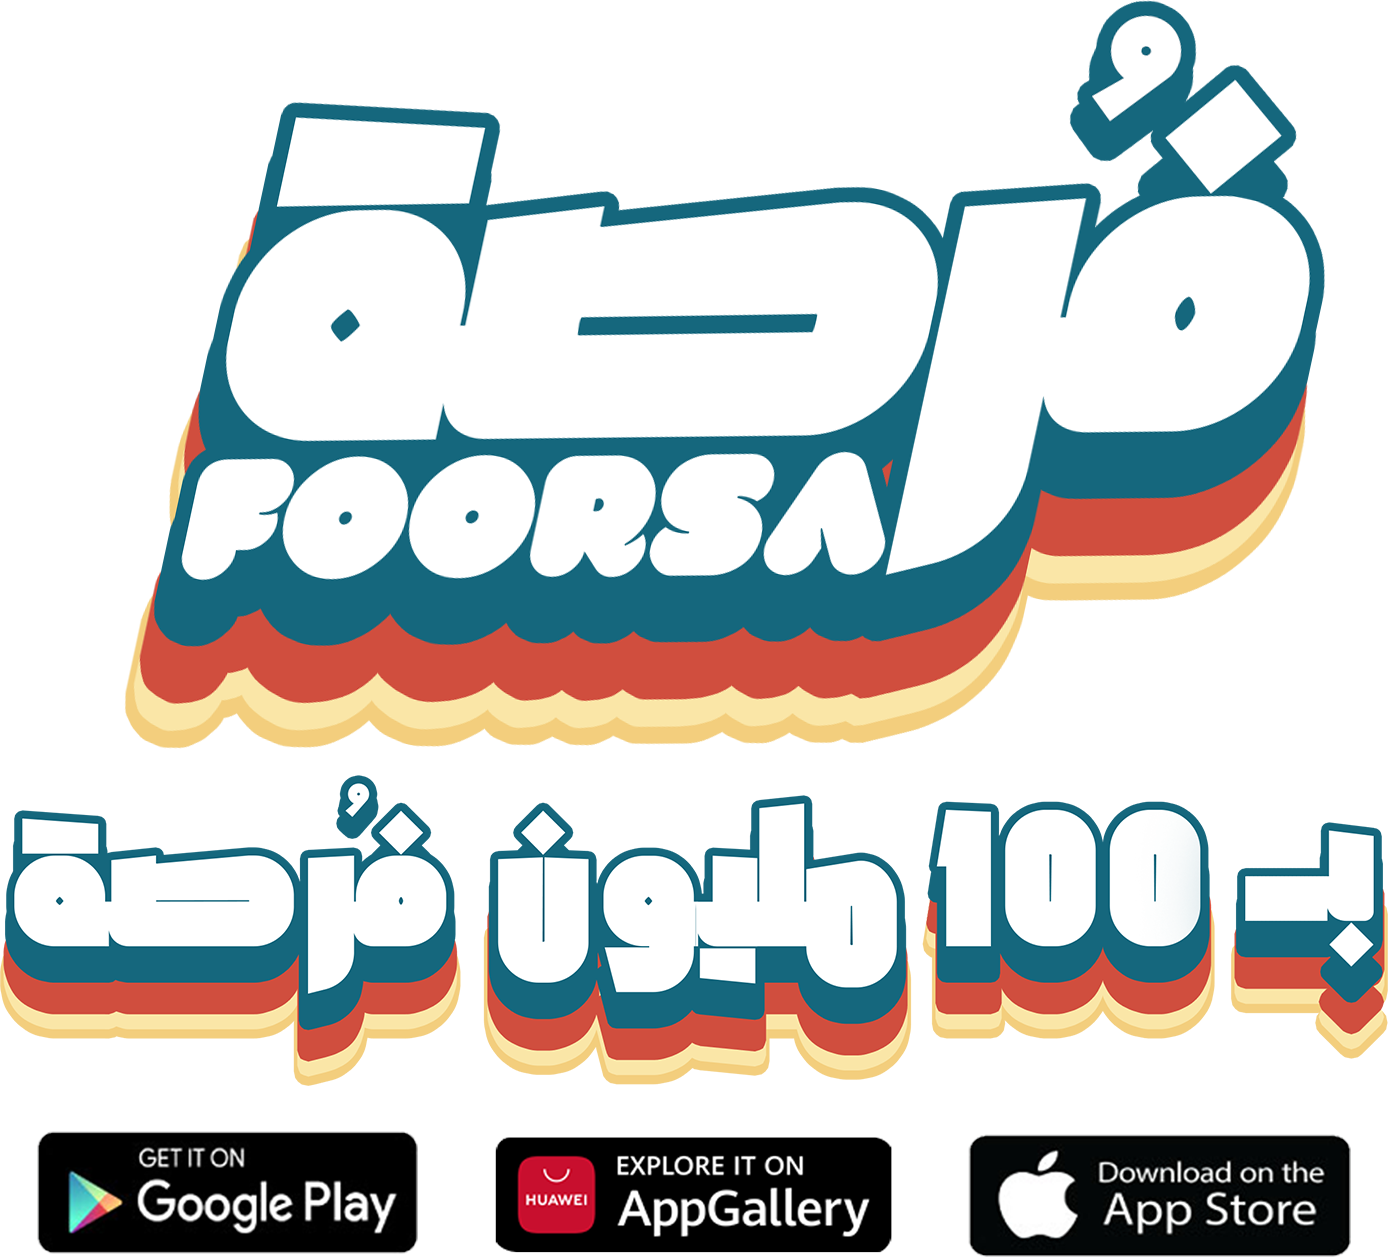 فُرصة
FOORSA
بـ 100 مليون فُرصة
GET IT ON
Google Play
EXPLORE IT ON
HUAWEI
AppGallery
Download on the
App Store